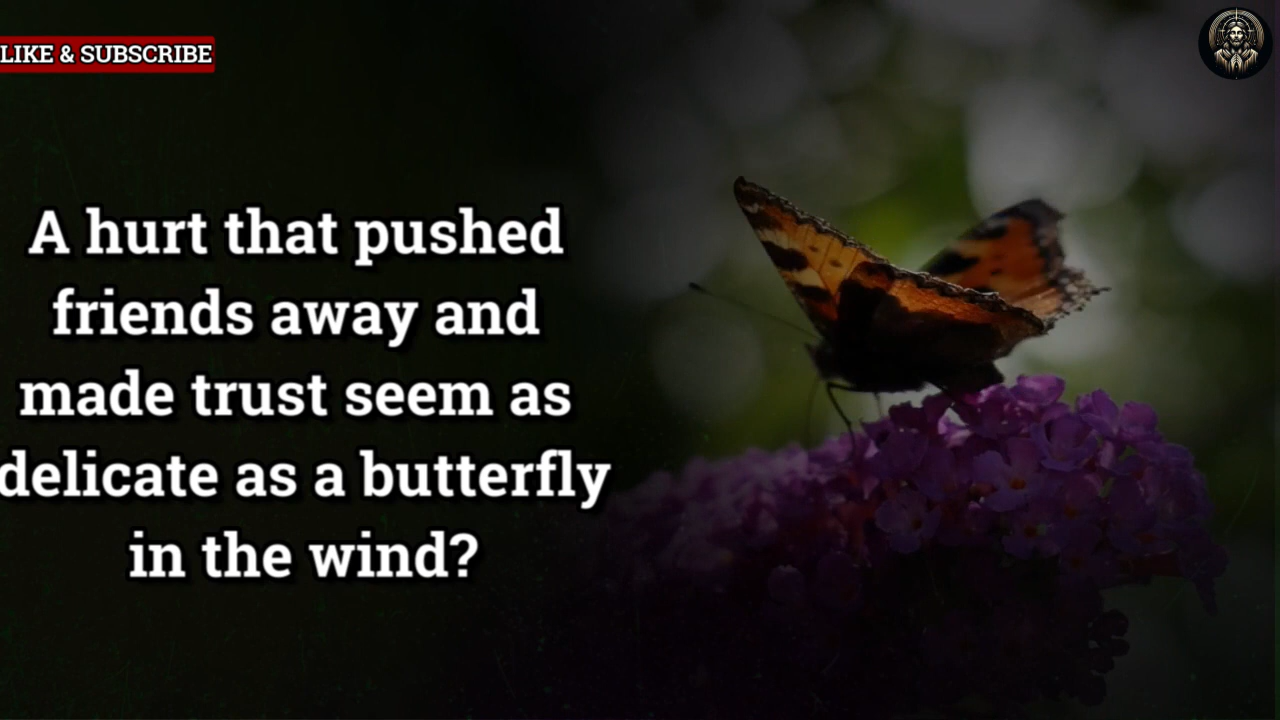 LIKE & SUBSCRIBE
A hurt that pushed
friends away and
made trust seem as
delicate as a butterfly
in the wind?